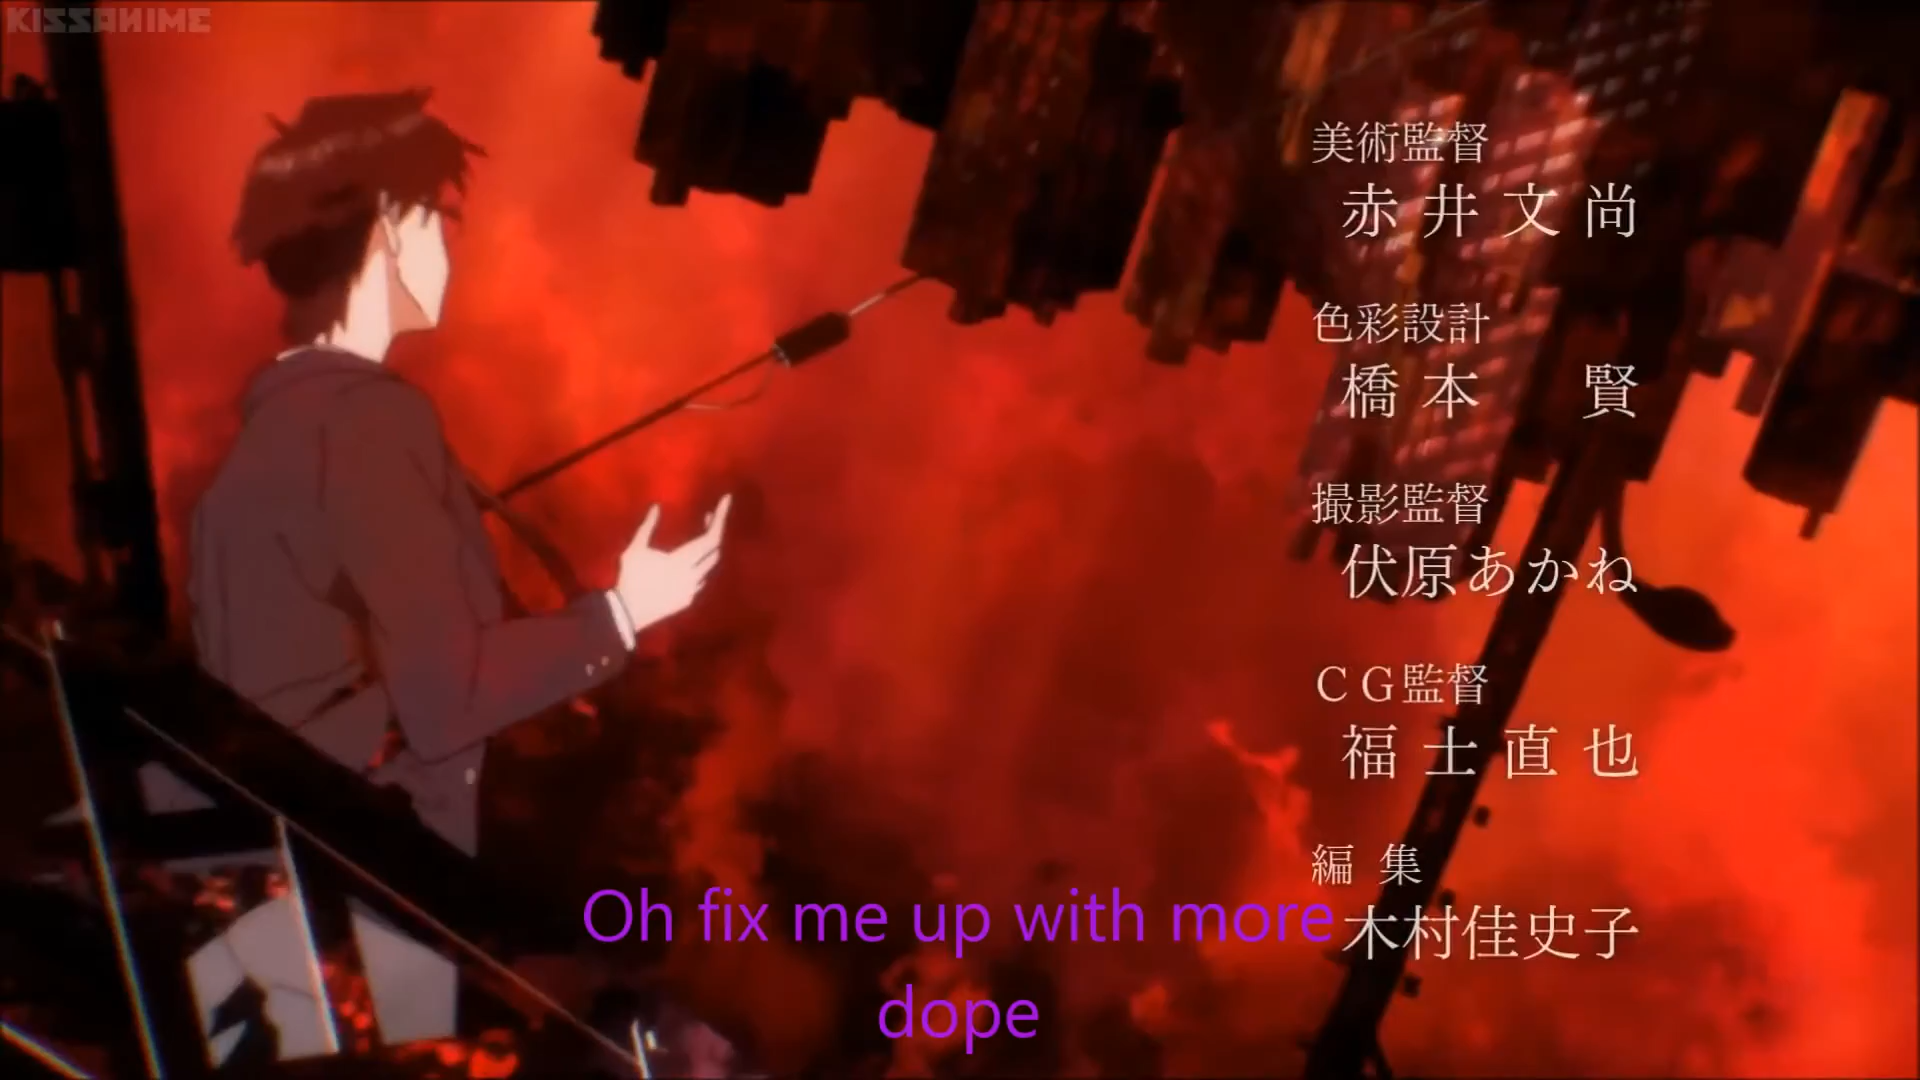 KISSANIME
美術監督
赤井文尚
色彩設計
橋本 賢
撮影監督
伏原あかね
CG監督
福士直也
編集
木村佳史子
Oh fix me up with more
dope